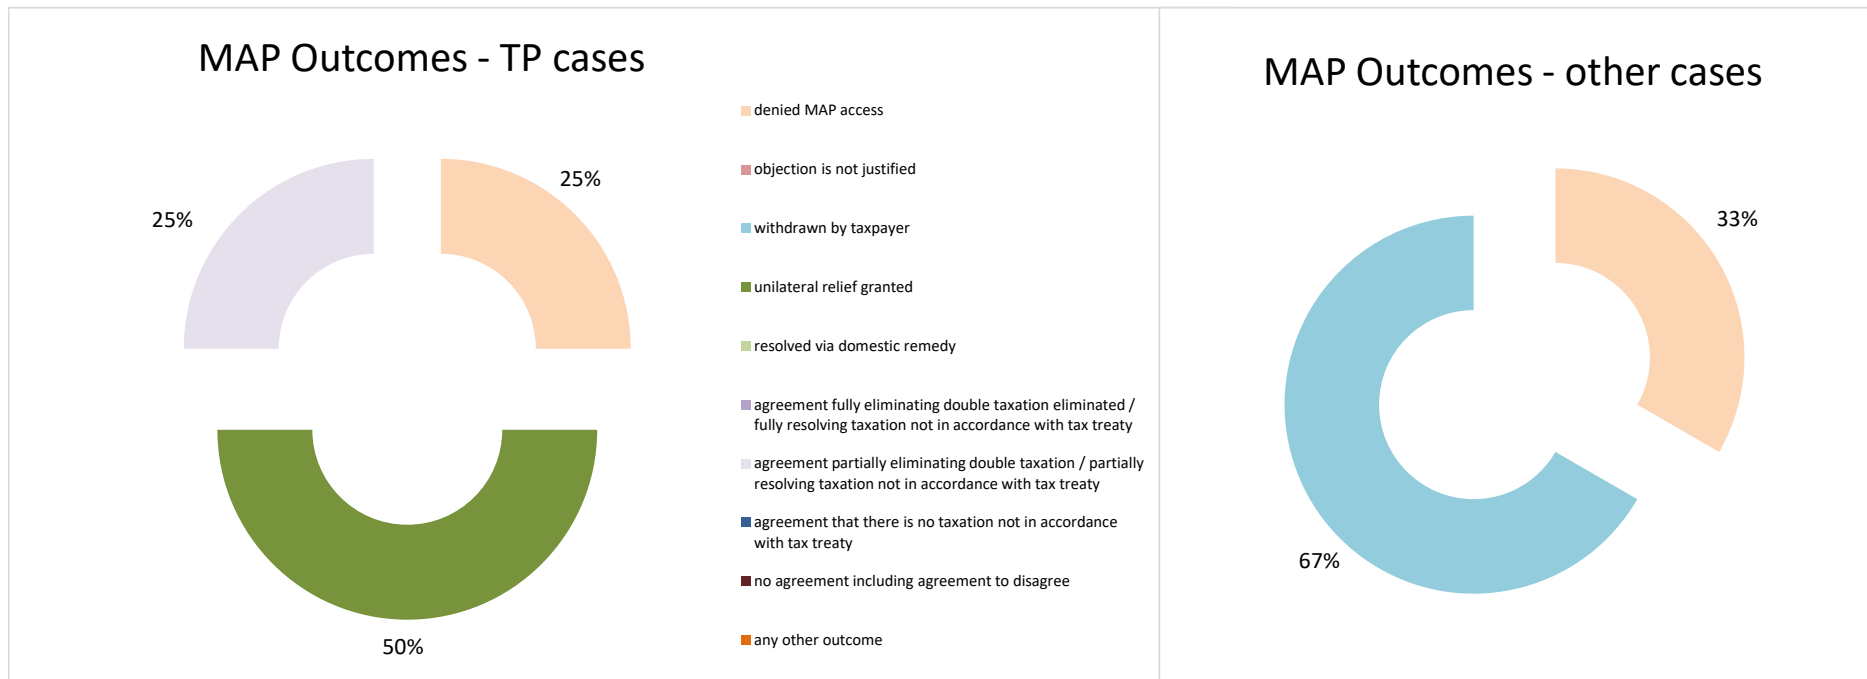 MAP Outcomes - TP cases
25%
25%
50%
denied MAP access
objection is not justified
withdrawn by taxpayer
unilateral relief granted
resolved via domestic remedy
agreement fully eliminating double taxation eliminated /
fully resolving taxation not in accordance with tax treaty
agreement partially eliminating double taxation / partially
resolving taxation not in accordance with tax treaty
agreement that there is no taxation not in accordance
with tax treaty
no agreement including agreement to disagree
any other outcome
MAP Outcomes - other cases
33%
67%